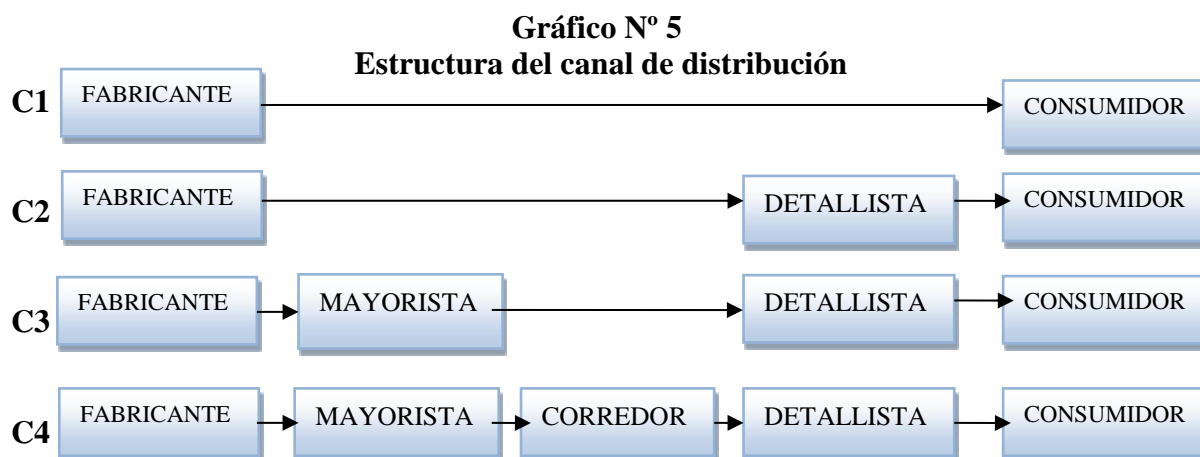 Gráfico Nº 5
Estructura del canal de distribución
C1 FABRICANTE CONSUMIDOR
C2 FABRICANTE DETALLISTA CONSUMIDOR
C3 FABRICANTE MAYORISTA DETALLISTA CONSUMIDOR
C4 FABRICANTE MAYORISTA CORREDOR DETALLISTA CONSUMIDOR